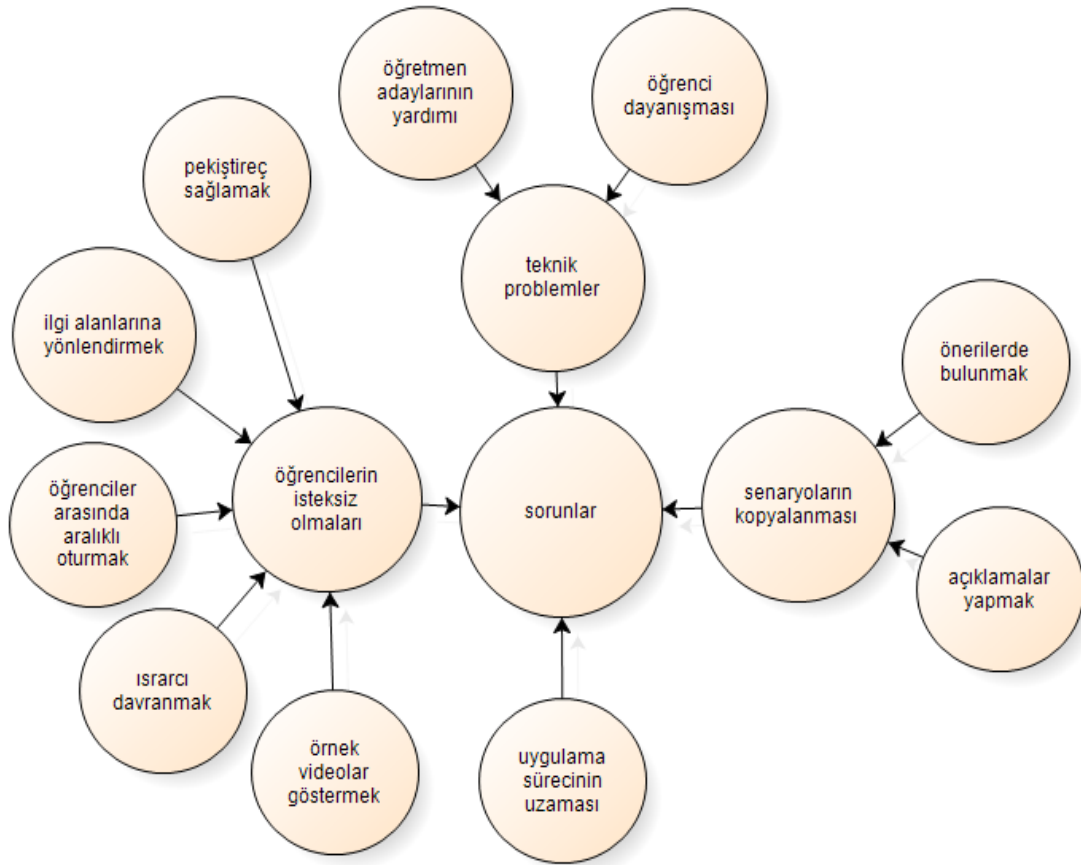 öğretmen
adaylarının
yardımı
öğrenci
dayanışması
pekiştireç
sağlamak
teknik
problemler
ilgi alanlarına
yönlendirmek
önerilerde
bulunmak
öğrencilerin
isteksiz
olmaları
öğrenciler
arasında
aralıklı
oturmak
sorunlar
senaryoların
kopyalanması
açıklamalar
yapmak
ısrarcı
davranmak
örnek
videolar
göstermek
uygulama
sürecinin
uzaması